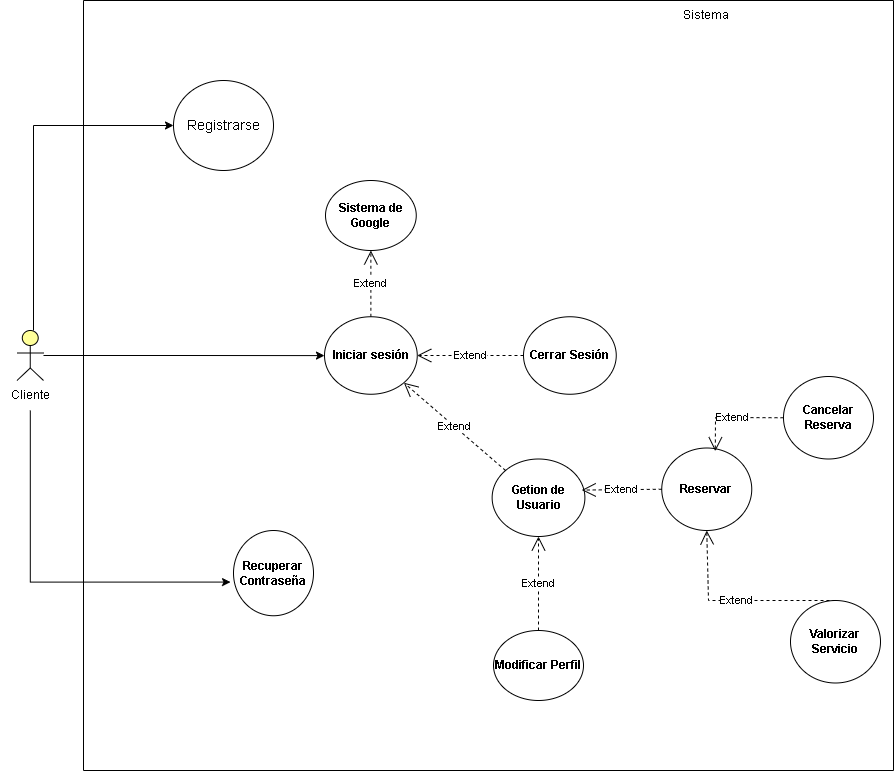 Sistema
Registrarse
Sistema de
Google
Extend
Iniciar sesión
Extend
Cerrar Sesión
Cliente
Extend
Cancelar
Reserva
Extend
Getion de
Usuario
Extend
Reservar
Recuperar
Contraseña
Extend
Extend
Modificar Perfil
Valorizar
Servicio